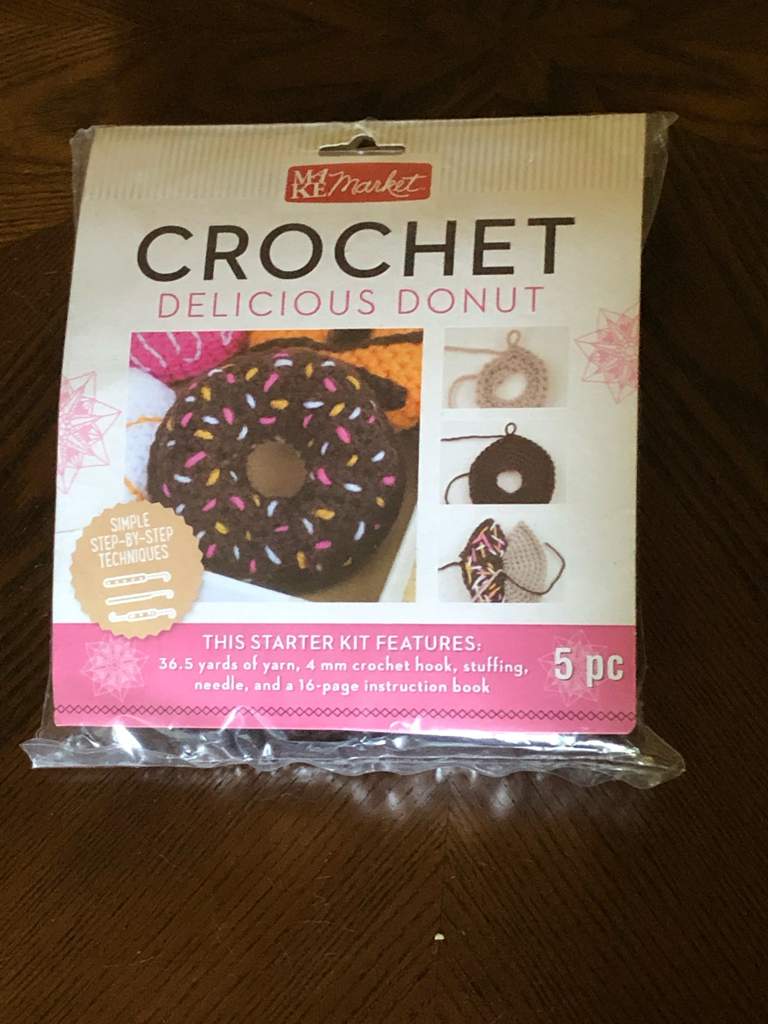 MAKE Market
CROCHET
DELICIOUS DONUT
SIMPLE
STEP-BY-STEP
TECHNIQUES
THIS STARTER KIT FEATURES:
36.5 yards of yarn, 4 mm crochet hook, stuffing,
needle, and a 16-page instruction book
5 pc